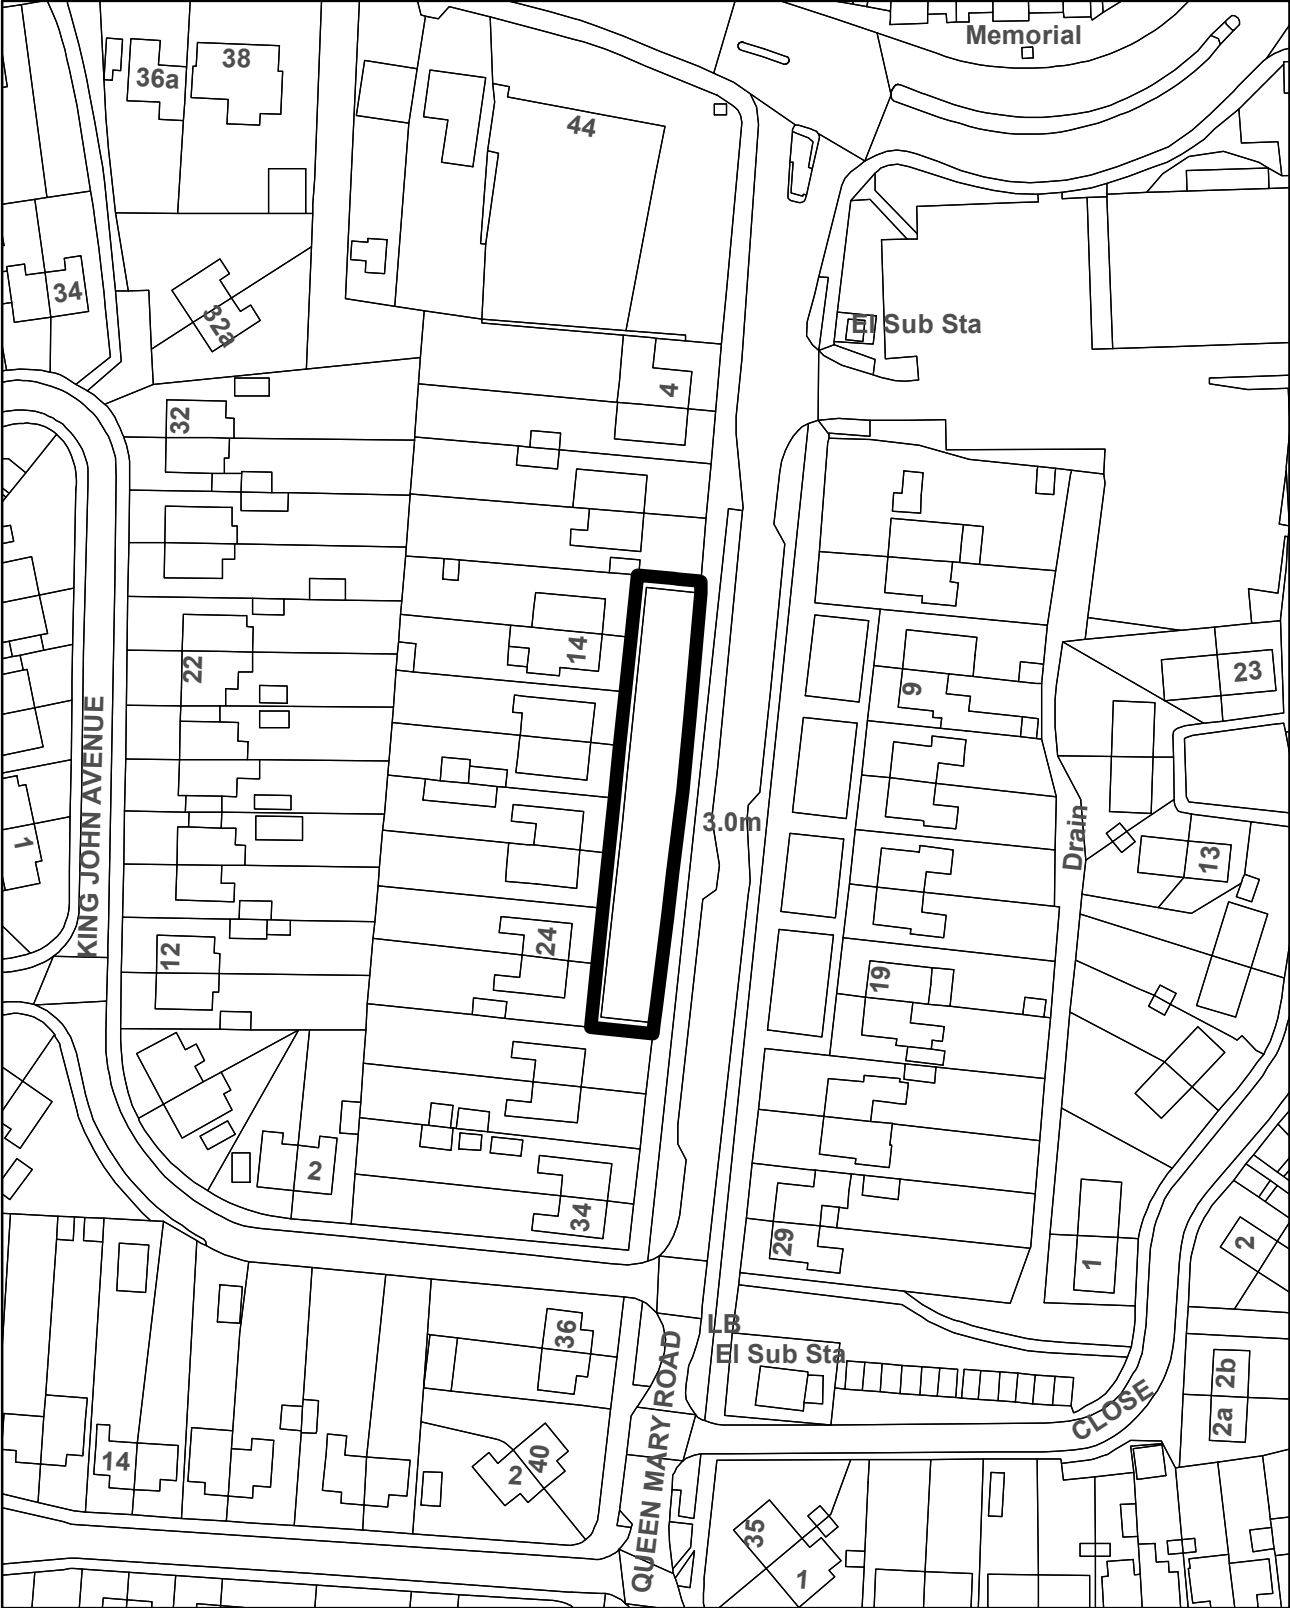 Memorial
38
36a
44
34
32a
El Sub Sta
4
32
14
22
9
23
KING JOHN AVENUE
3.0m
1
Drain
13
24
12
19
2
34
29
1
2
LB
36
El Sub Sta
QUEEN MARY ROAD
2b
2a
CLOSE
14
40
2
35
1